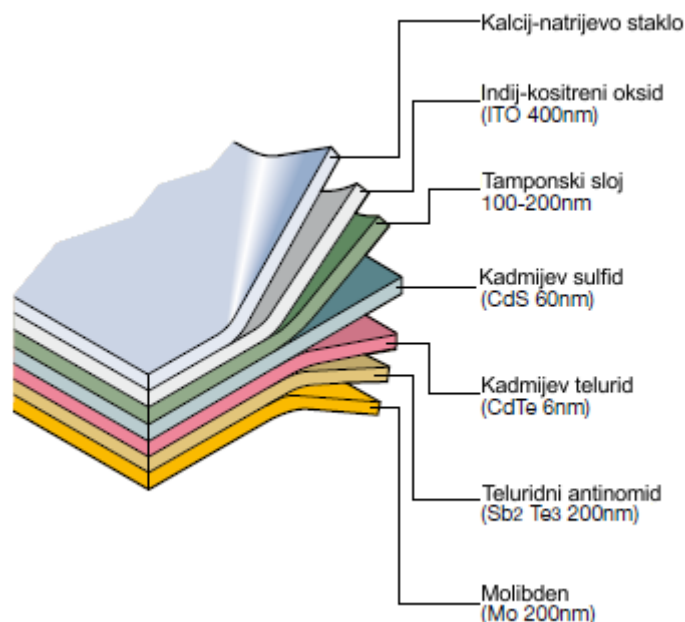 Kalcij-natrijevo staklo
Indij-kositreni oksid
(ITO 400nm)
Tamponski sloj
100-200nm
Kadmijev sulfid
(CdS 60nm)
Kadmijev telurid
(CdTe 6nm)
Teluridni antinomid
(Sb2 Te3 200nm)
Molibden
(Mo 200nm)